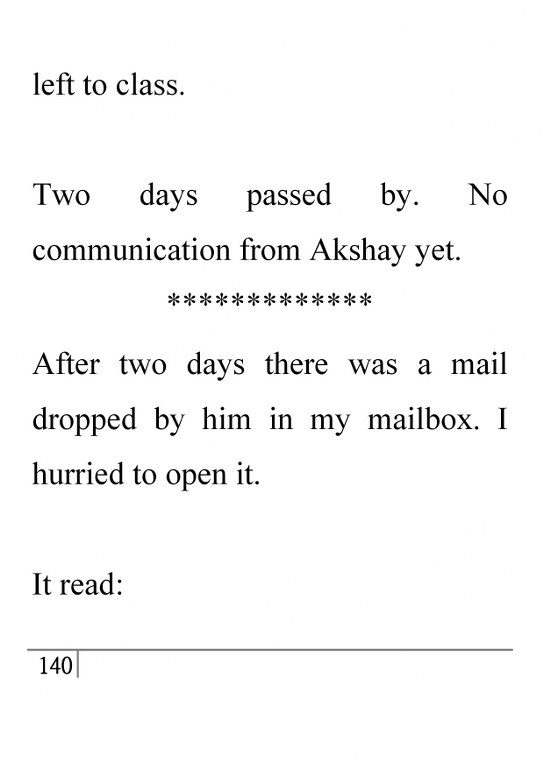 left to class.
Two days passed by. No
communication from Akshay yet.
*************
After two days there was a mail
dropped by him in my mailbox. I
hurried to open it.
It read:
140